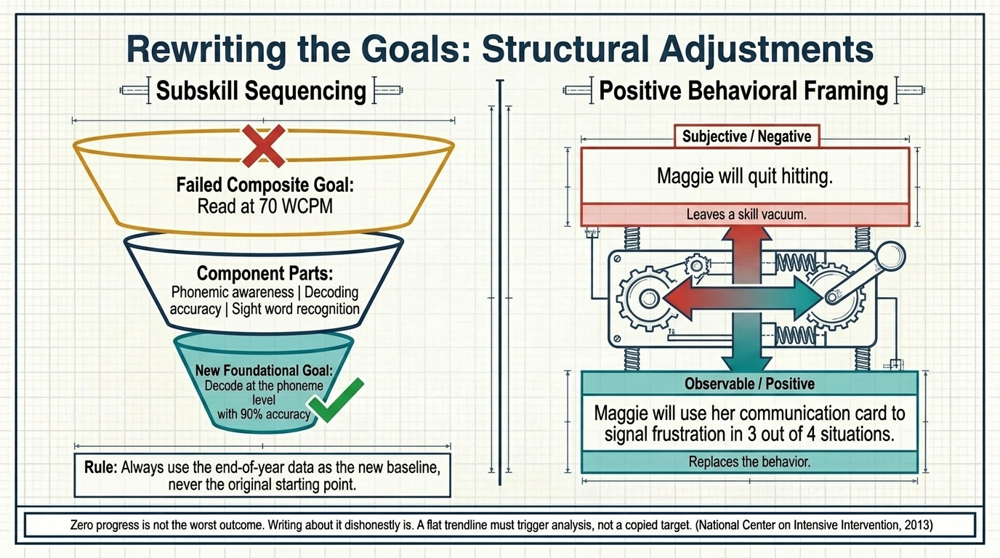 Rewriting the Goals: Structural Adjustments
Subskill Sequencing
Failed Composite Goal:
Read at 70 WCPM
Component Parts:
Phonemic awareness | Decoding
accuracy | Sight word recognition
New Foundational Goal:
Decode at the phoneme
level
with 90% accuracy
Rule: Always use the end-of-year data as the new baseline,
never the original starting point.
Positive Behavioral Framing
Subjective / Negative
Maggie will quit hitting.
Leaves a skill vacuum.
Observable / Positive
Maggie will use her communication card to
signal frustration in 3 out of 4 situations.
Replaces the behavior.
Zero progress is not the worst outcome. Writing about it dishonestly is. A flat trendline must trigger analysis, not a copied target. (National Center on Intensive Intervention, 2013)